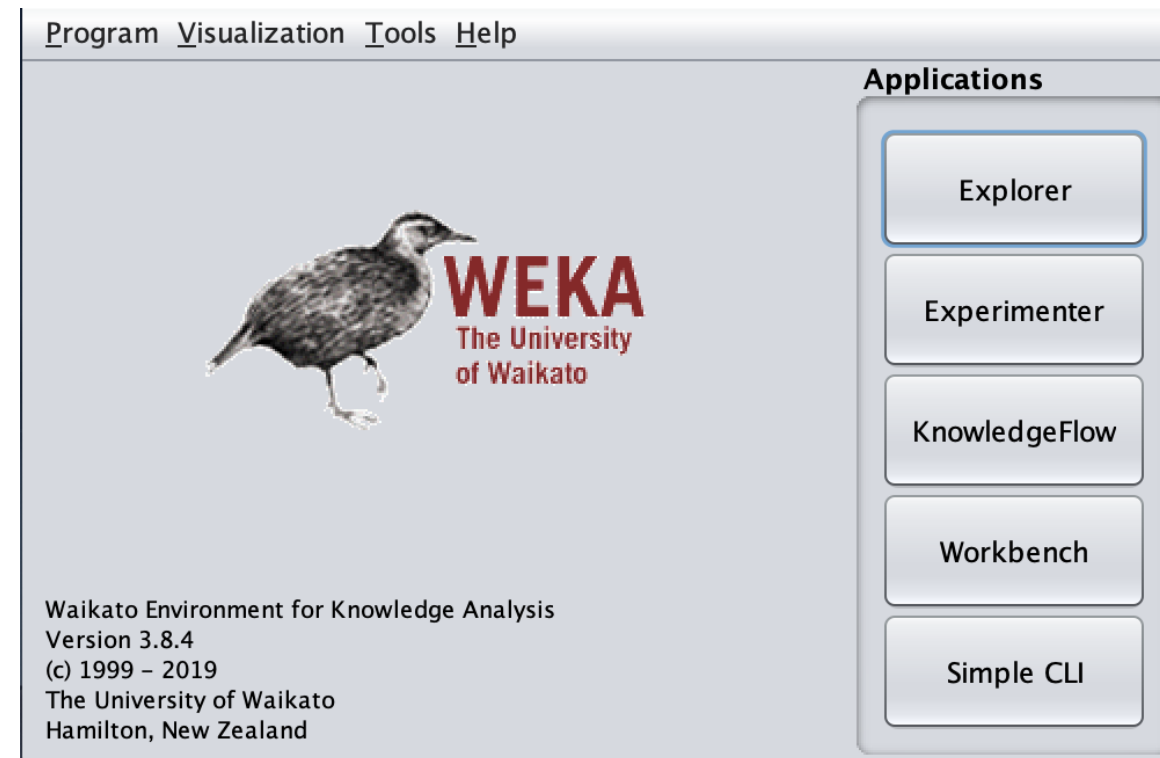 Program Visualization Tools Help
Applications
Explorer
Experimenter
KnowledgeFlow
Workbench
Simple CLI
WEKA
The University
of Waikato
Waikato Environment for Knowledge Analysis
Version 3.8.4
(c) 1999 – 2019
The University of Waikato
Hamilton, New Zealand